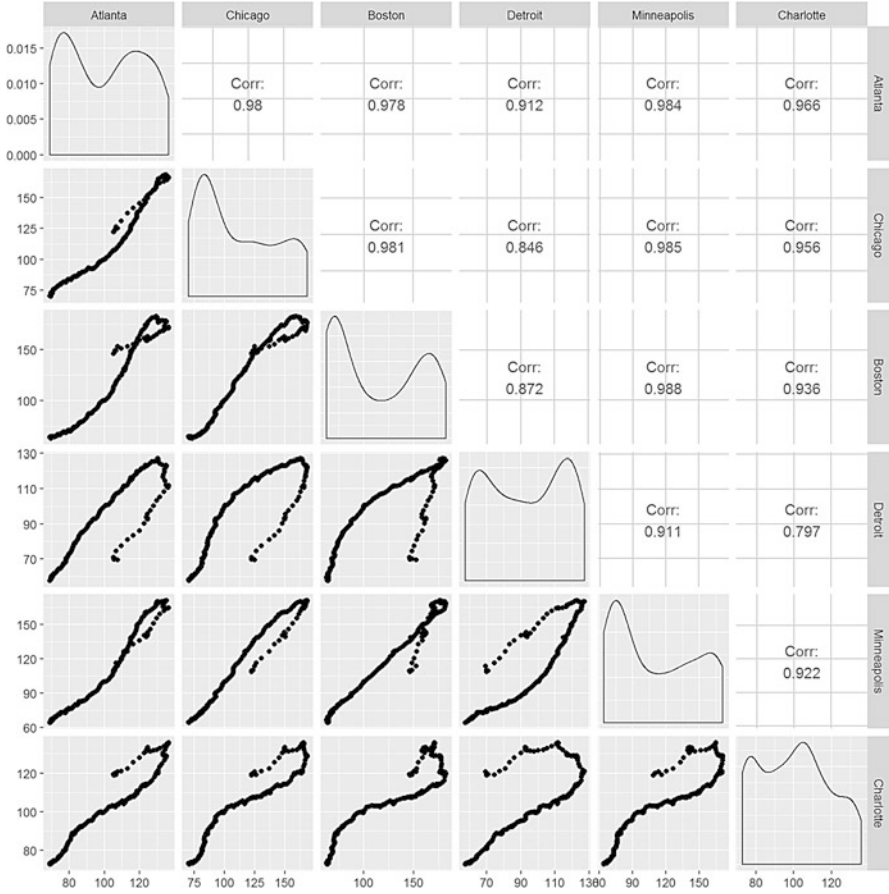 Atlanta Chicago Boston Detroit Minneapolis Charlotte
0.015
0.010
0.005
0.000
Corr:
0.98
Corr:
0.978
Corr:
0.912
Corr:
0.984
Corr:
0.966
Atlanta
150
125
100
75
Corr:
0.981
Corr:
0.846
Corr:
0.985
Corr:
0.956
Chicago
150
100
Corr:
0.872
Corr:
0.988
Corr:
0.936
Boston
130
110
90
70
Corr:
0.911
Corr:
0.797
Detroit
150
120
90
60
Corr:
0.922
Minneapolis
120
100
80
Charlotte
80 100 120 75 100 125 150 100 150 70 90 110 90 120 150 80 100 120